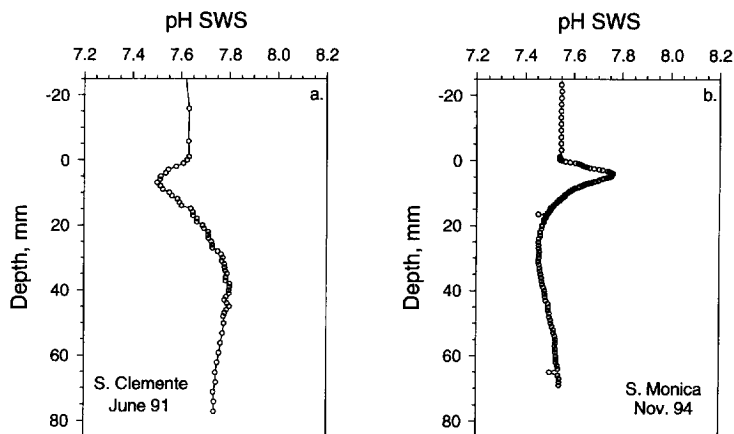 pH SWS
7.2 7.4 7.6 7.8 8.0 8.2
-20
0
20
40
60
80
Depth, mm
a.
S. Clemente
June 91
pH SWS
7.2 7.4 7.6 7.8 8.0 8.2
-20
0
20
40
60
80
Depth, mm
b.
S. Monica
Nov. 94